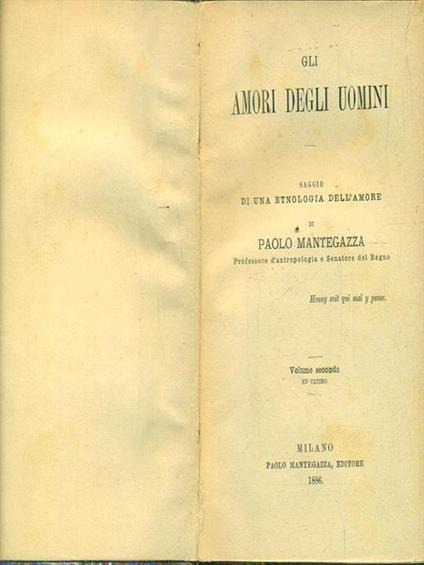 GLI
AMORI DEGLI UOMINI
SAGGIO
DI UNA ETNOLOGIA DELL'AMORE
DI
PAOLO MANTEGAZZA
Professore d'antropologia e Senatore del Regno
Honny soit qui mal y pense.
Volume secondo
ED ULTIMO
MILANO
PAOLO MANTEGAZZA, EDITORE
1886.